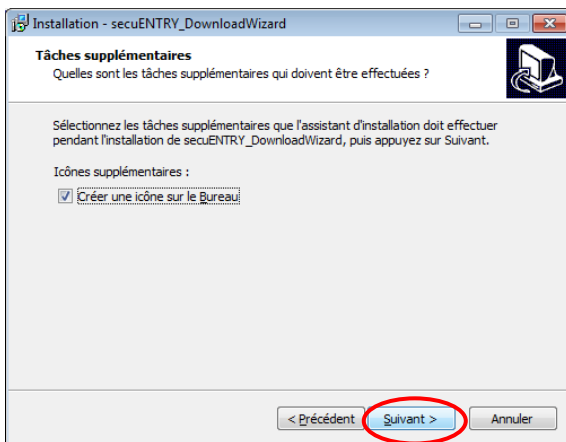 Installation - secuENTRY_DownloadWizard
Tâches supplémentaires
Quelles sont les tâches supplémentaires qui doivent être effectuées ?
Sélectionnez les tâches supplémentaires que l'assistant d'installation doit effectuer
pendant l'installation de secuENTRY_DownloadWizard, puis appuyez sur Suivant.
Icônes supplémentaires :
Créer une icône sur le Bureau
< Précédent Suivant > Annuler